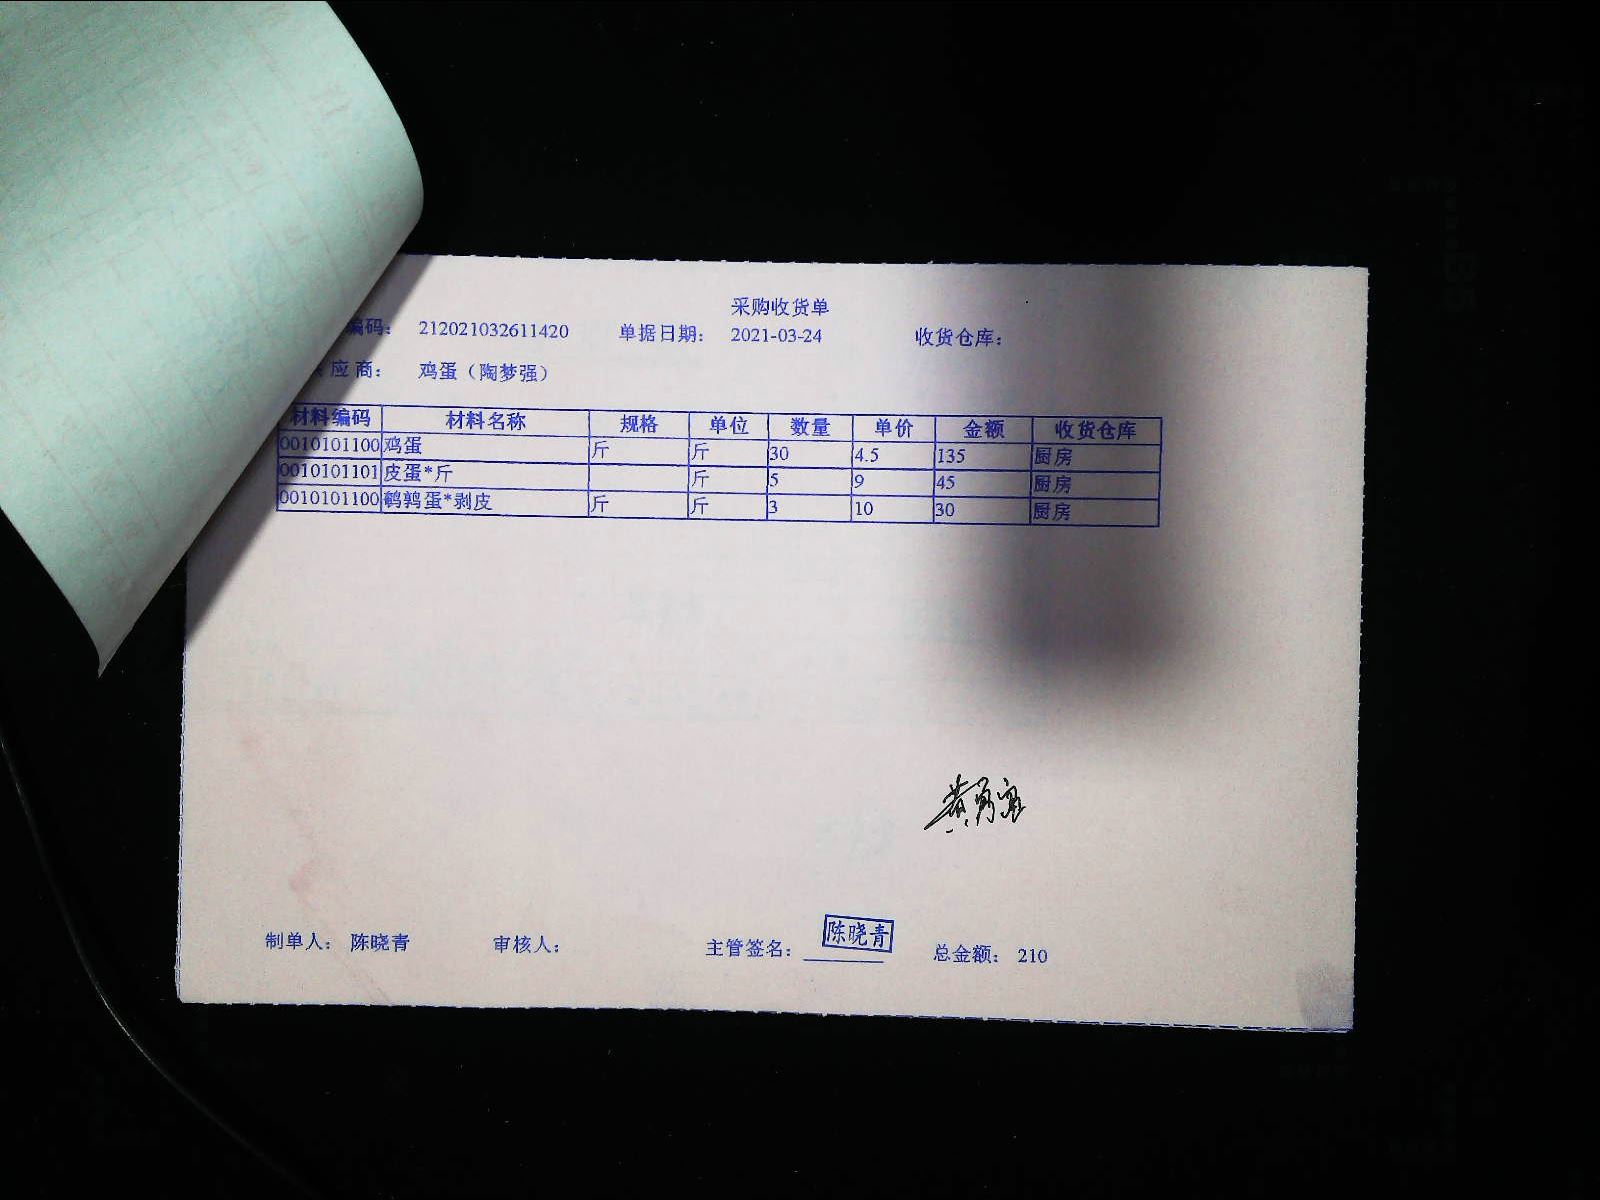 采购收货单
编码： 212021032611420 单据日期： 2021-03-24 收货仓库：
应商： 鸡蛋（陶梦强）
材料编码 材料名称 规格 单位 数量 单价 金额 收货仓库
0010101100 鸡蛋 斤 斤 30 4.5 135 厨房
0010101101 皮蛋*斤 斤 5 9 45 厨房
0010101100 鹌鹑蛋*剥皮 斤 斤 3 10 30 厨房
陈晓青
制单人： 陈晓青 审核人： 主管签名： 总金额： 210